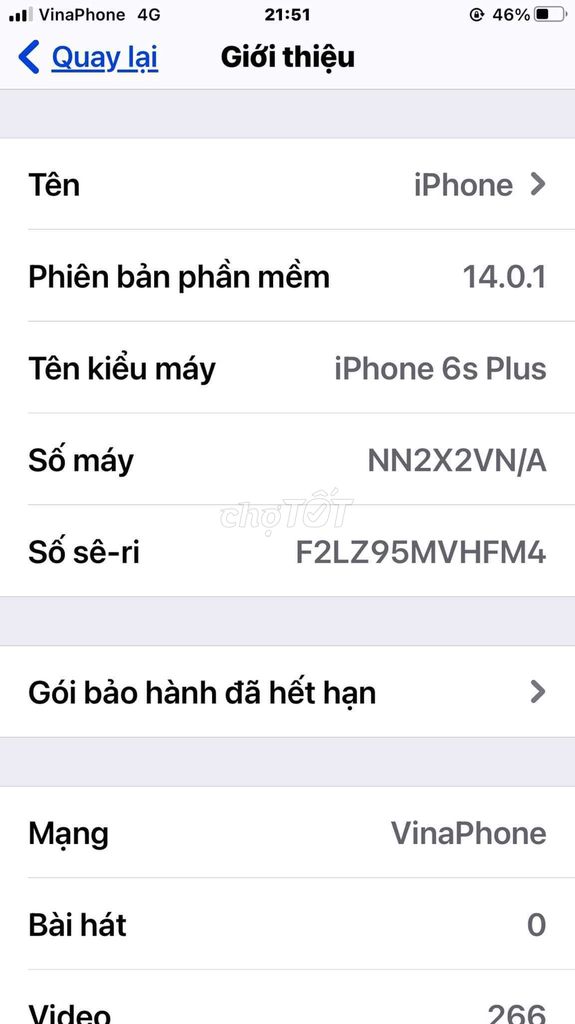 VinaPhone 4G 21:51 46%
Quay lại Giới thiệu
Tên iPhone
Phiên bản phần mềm 14.0.1
Tên kiểu máy iPhone 6s Plus
Số máy NN2X2VN/A
chợTỐT
Số sê-ri F2LZ95MVHFM4
Gói bảo hành đã hết hạn
Mạng VinaPhone
Bài hát 0
Video 266